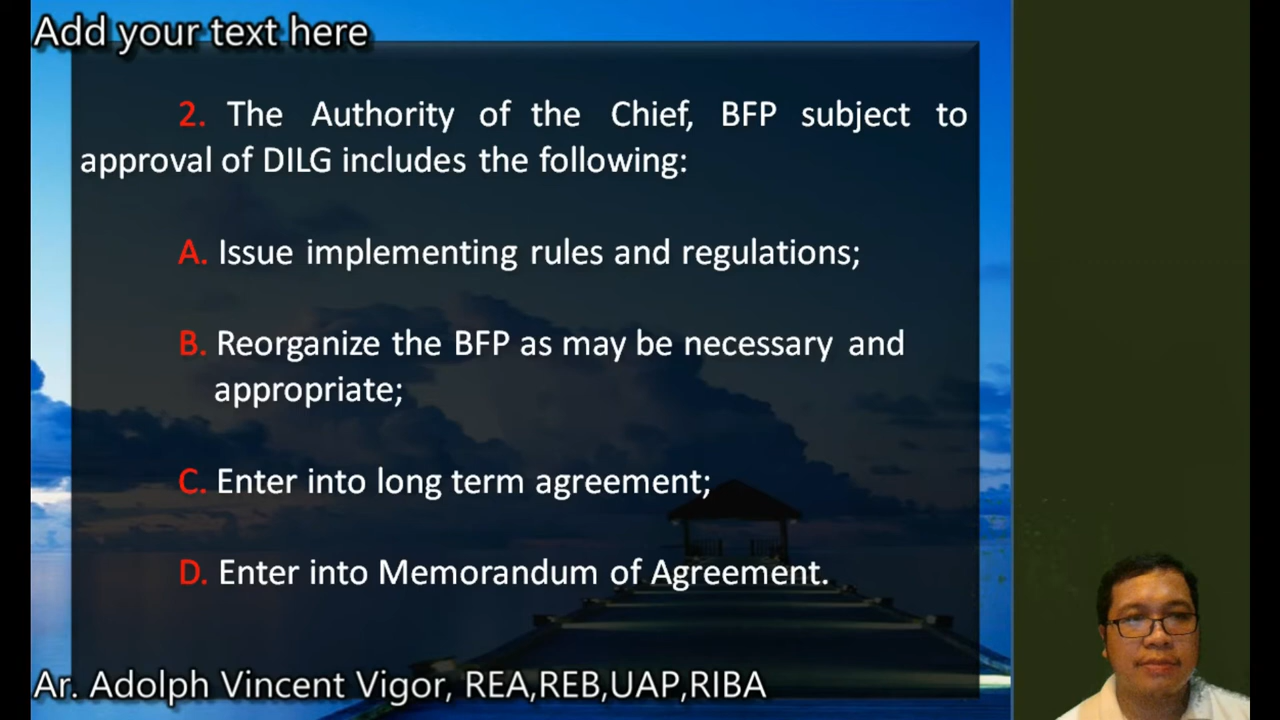 Add your text here
2. The Authority of the Chief, BFP subject to
approval of DILG includes the following:
A. Issue implementing rules and regulations;
B. Reorganize the BFP as may be necessary and
appropriate;
C. Enter into long term agreement;
D. Enter into Memorandum of Agreement.
Ar. Adolph Vincent Vigor, REA,REB,UAP,RIBA